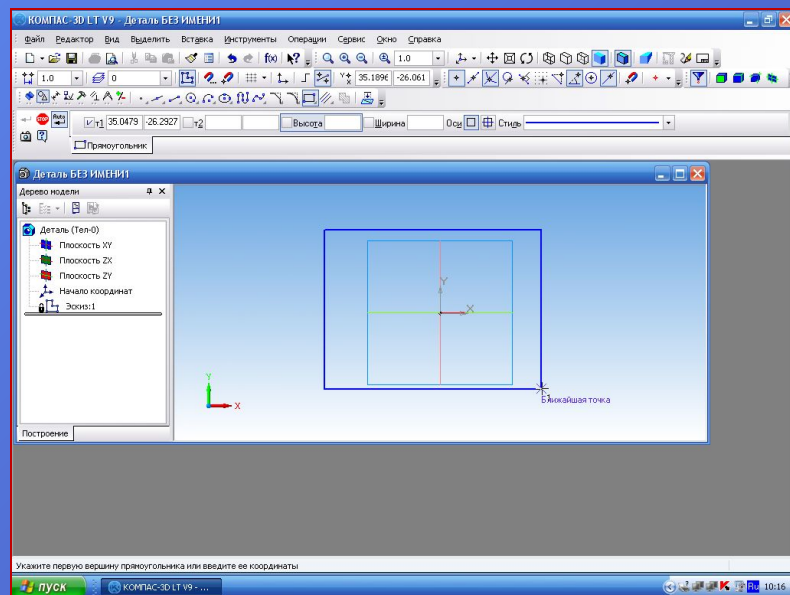 КОМПАС-3D LT V9 - Деталь БЕЗ ИМЕНИ1
Файл Редактор Вид Выделить Вставка Инструменты Операции Сервис Окно Справка
1.0
1.0 0 35.1896 -26.061
Auto т1 35.0479 -26.2927 т2 Высота Ширина Оси Стиль
Прямоугольник
Деталь БЕЗ ИМЕНИ1
Дерево модели
Деталь (Тел-0)
Плоскость XY
Плоскость ZX
Плоскость ZY
Начало координат
Эскиз:1
Y
X
Ближайшая точка
Y
X
Построение
Укажите первую вершину прямоугольника или введите ее координаты
пуск КОМПАС-3D LT V9 - ... Ru 10:16